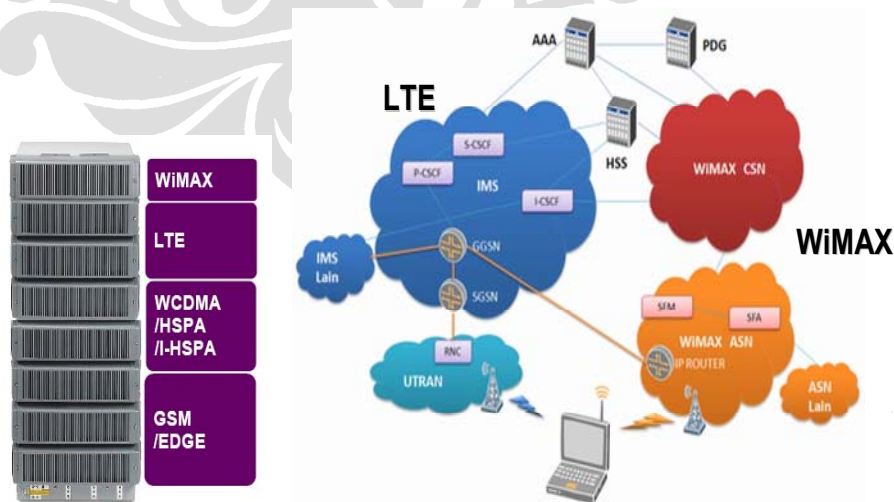 WiMAX
LTE
WCDMA
/HSPA
/I-HSPA
GSM
/EDGE
AAA
PDG
LTE
S-CSCF
P-CSCF
IMS
HSS
WiMAX CSN
I-CSCF
IMS
Lain
GGSN
WiMAX
SGSN
SFM
SFA
WiMAX ASN
RNC
IP ROUTER
UTRAN
ASN
Lain